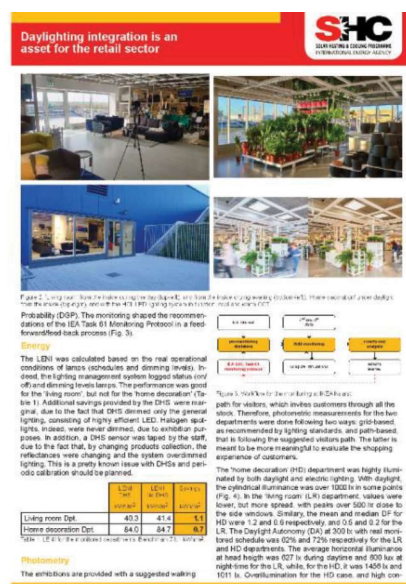 Daylighting integration is an
asset for the retail sector
SHC
SOLAR HEATING & COOLING PROGRAMME
INTERNATIONAL ENERGY AGENCY
Probability (DGP). The monitoring shaped the recommen-
dations of the IEA Task 61 Monitoring Protocol in a feed-
forward/feed-back process (Fig. 3).
Energy
The LENI was calculated based on the real operational
conditions of lamps (schedules and dimming levels). In-
deed, the lighting management system logged status (on/
off) and dimming levels lamps. The performance was good
for the 'living room', but not for the 'home decoration' (Ta-
ble 1). Additional savings provided by the DHS were mar-
ginal, due to the fact that DHS dimmed only the general
lighting, consisting of highly efficient LED. Halogen spot-
lights, indeed, were never dimmed, due to exhibition pur-
poses. In addition, a DHS sensor was taped by the staff,
due to the fact that, by changing products collection, the
reflectances were changing and the system overdimmed
lighting. This is a pretty known issue with DHSs and peri-
odic calibration should be planned.
LENI
LENI
Savings
Living room Dpt. 40.3 41.4 1.1
Home decoration Dpt. 84.7 0.7
Photometry
The exhibitions are provided with a suggested walking
path for visitors, which invites customers through all the
stock. Therefore, photometric measurements for the two
departments were done following two ways: grid-based,
as recommended by lighting standards, and path-based,
that is following the suggested visitors path. The latter is
meant to be more meaningful to evaluate the shopping
experience of customers.
The 'home decoration' (HD) department was highly illumi-
nated by both daylight and electric lighting. With daylight,
the cylindrical illuminance was over 1000 lx in some points
(Fig. 4). In the 'living room' (LR) department, values were
lower, but more spread, with peaks over 500 lx close to
the side windows. Similarly, the mean and median DF for
HD were 1.2 and 0.6 respectively, and 0.5 and 0.2 for the
LR. The Daylight Autonomy (DA) at 300 lx with real moni-
tored schedule was 62% and 72% respectively for the LR
and HD departments. The average horizontal illuminance
at head heigth was 627 lx during daytime and 600 lx at
night-time for the LR, while, for the HD, it was 1458 lx and
1011 lx. Overillumination for the HD area, and high con-